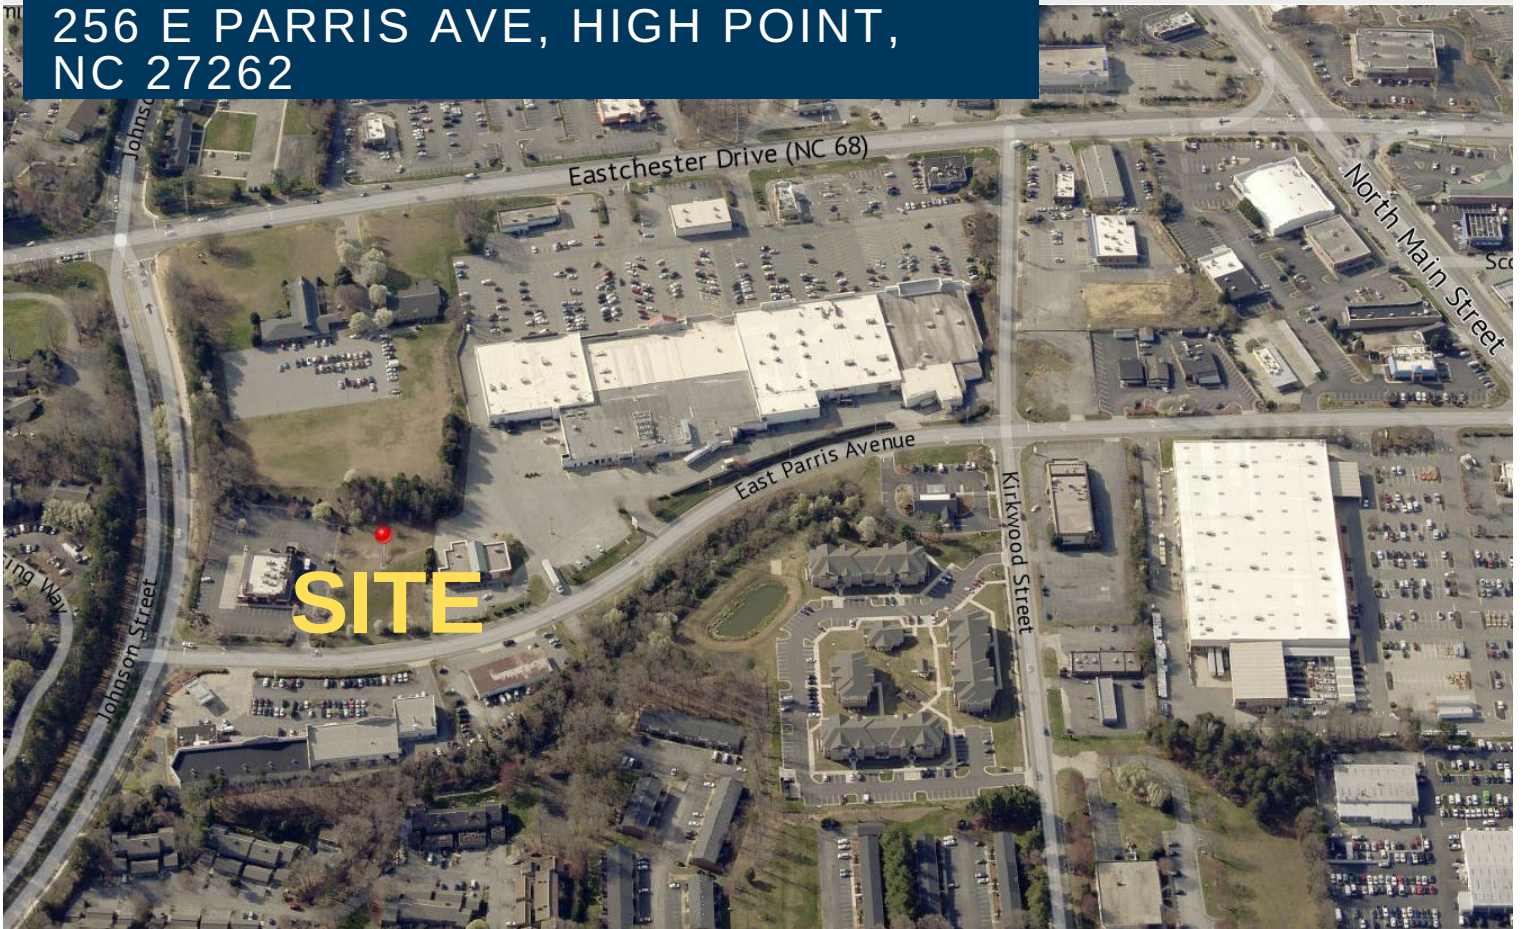 256 E PARRIS AVE, HIGH POINT,
NC 27262
Eastchester Drive (NC 68)
North Main Street
East Parris Avenue
Kirkwood Street
SITE
Johnson Street